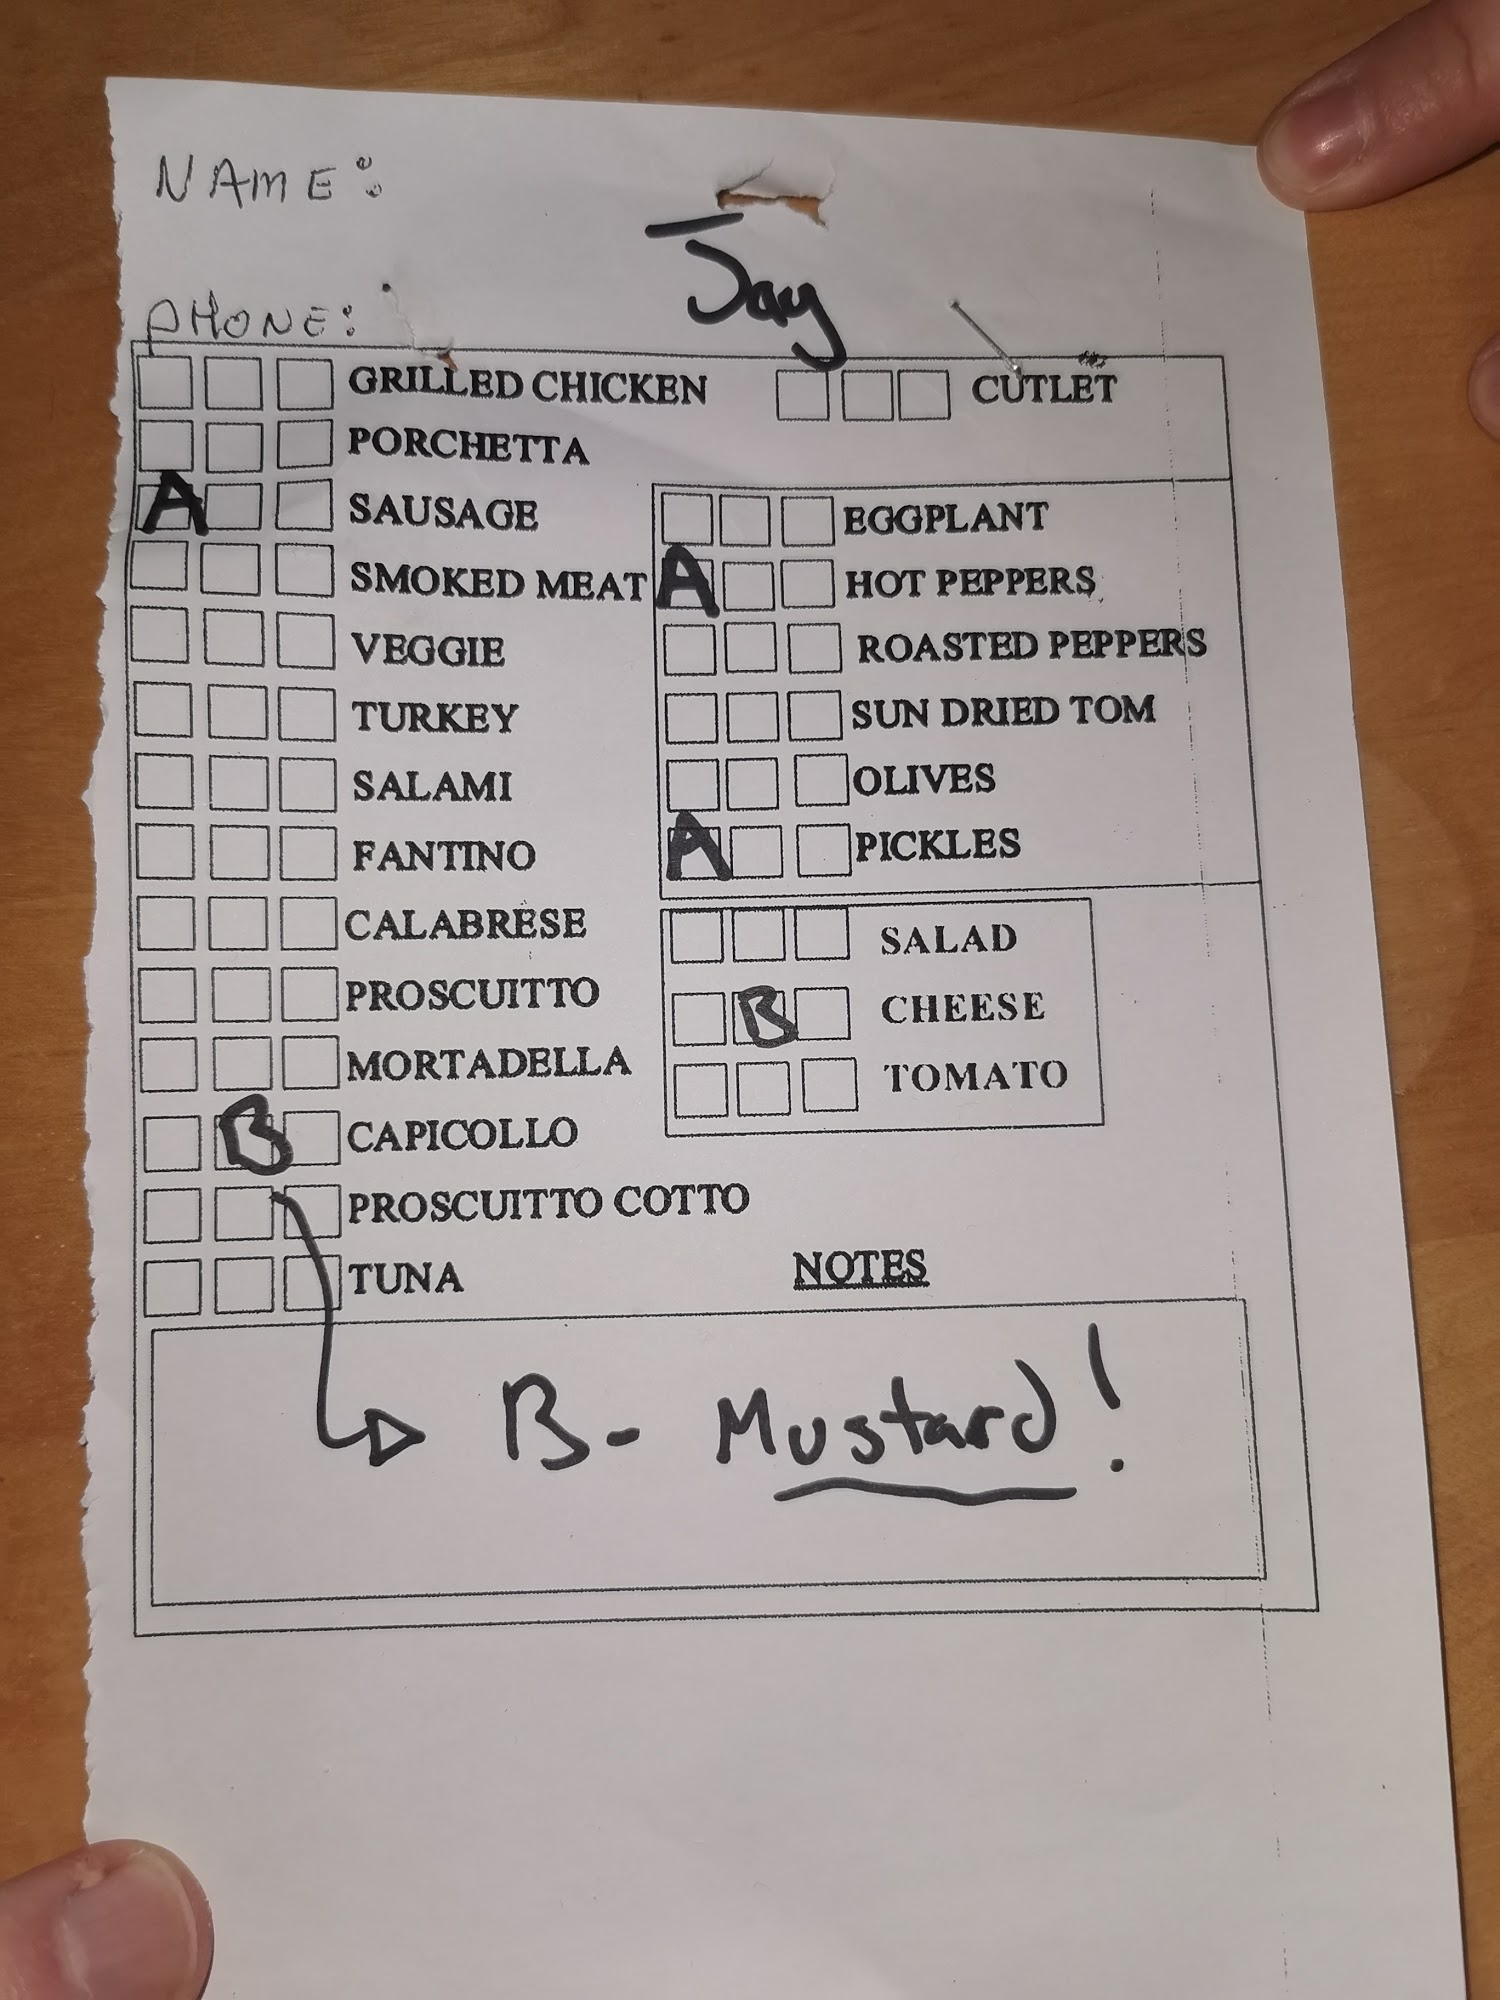 NAME:
Jay
PHONE:
GRILLED CHICKEN
CUTLET
PORCHETTA
A SAUSAGE
SMOKED MEAT
VEGGIE
TURKEY
SALAMI
FANTINO
CALABRESE
PROSCUITTO
MORTADELLA
B CAPICOLLO
PROSCUITTO COTTO
TUNA
EGGPLANT
A HOT PEPPERS
ROASTED PEPPERS
SUN DRIED TOM
OLIVES
A PICKLES
SALAD
B CHEESE
TOMATO
NOTES
B- Mustard!